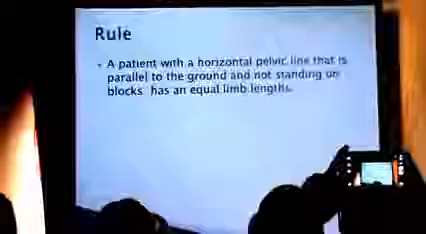 Rule
- A patient with a horizontal pelvic line that is
parallel to the ground and not standing on
blocks has an equal limb lengths.